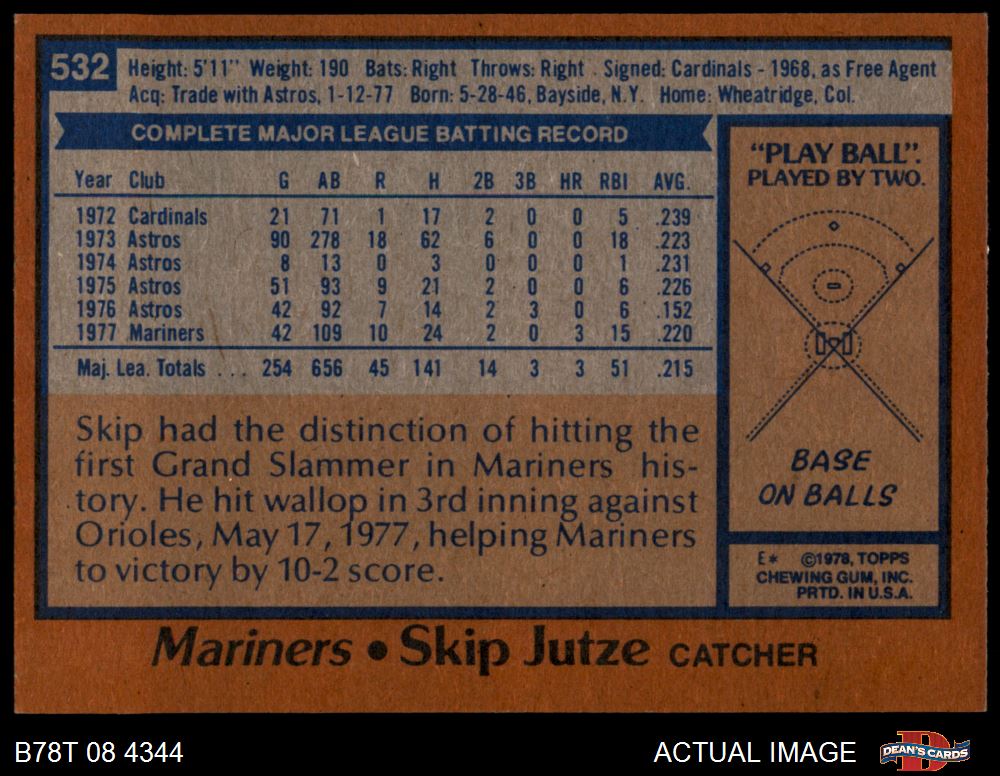 532
Height: 5'11" Weight: 190 Bats: Right Throws: Right Signed: Cardinals - 1968, as Free Agent
Acq: Trade with Astros, 1-12-77 Born: 5-28-46, Bayside, N.Y. Home: Wheatridge, Col.
COMPLETE MAJOR LEAGUE BATTING RECORD
Year Club G AB R H 2B 3B HR RBI AVG.
1972 Cardinals 21 71 1 17 2 0 0 5 .239
1973 Astros 90 278 18 62 6 0 0 18 .223
1974 Astros 8 13 0 3 0 0 0 1 .231
1975 Astros 51 93 9 21 2 0 0 6 .226
1976 Astros 42 92 7 14 2 3 0 6 .152
1977 Mariners 42 109 10 24 2 0 3 15 .220
Maj. Lea. Totals . . . 254 656 45 141 14 3 3 51 .215
Skip had the distinction of hitting the
first Grand Slammer in Mariners' his-
tory. He hit wallop in 3rd inning against
Orioles, May 17, 1977, helping Mariners
to victory by 10-2 score.
"PLAY BALL".
PLAYED BY TWO.
BASE
ON BALLS
E* ©1978, TOPPS
CHEWING GUM, INC.
PRTD. IN U.S.A.
Mariners • Skip Jutze CATCHER
B78T 08 4344
ACTUAL IMAGE
D
DEAN'S CARDS